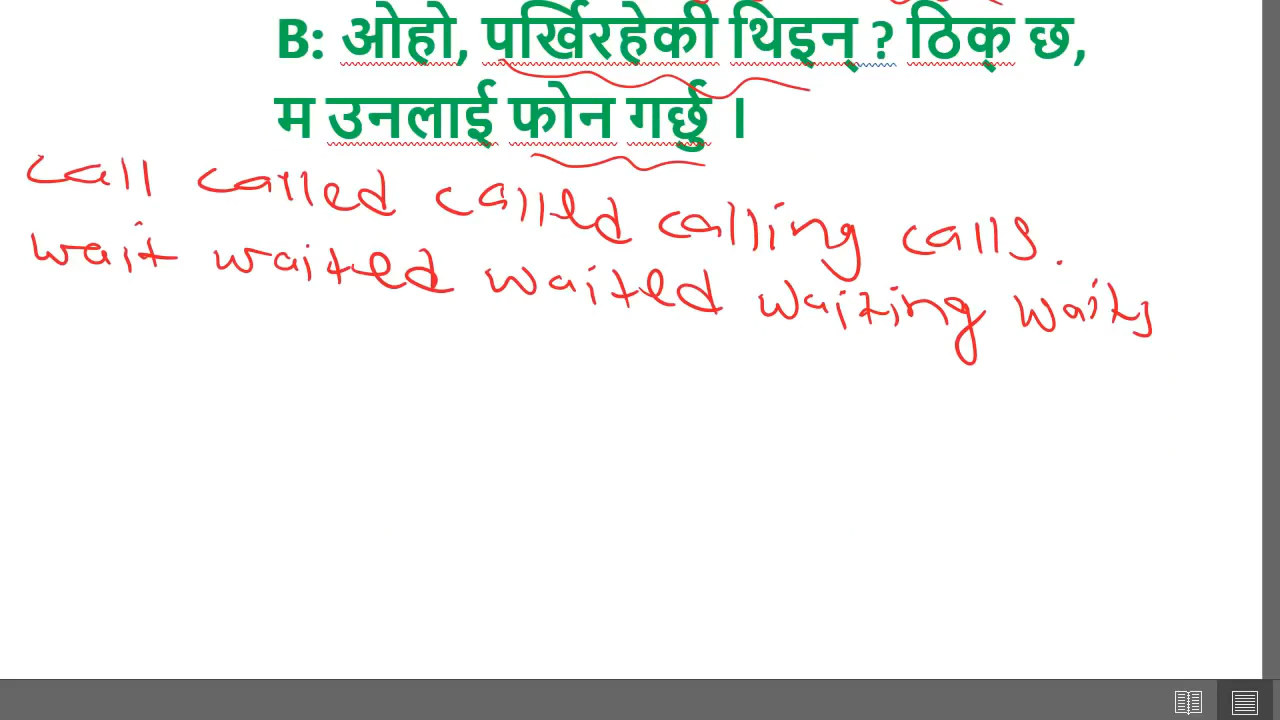 B: ओहो, पर्खिरहेकी थिइन् ? ठिक् छ,
म उनलाई फोन गर्छु ।
call called called calling calls.
wait waited waited waiting waits